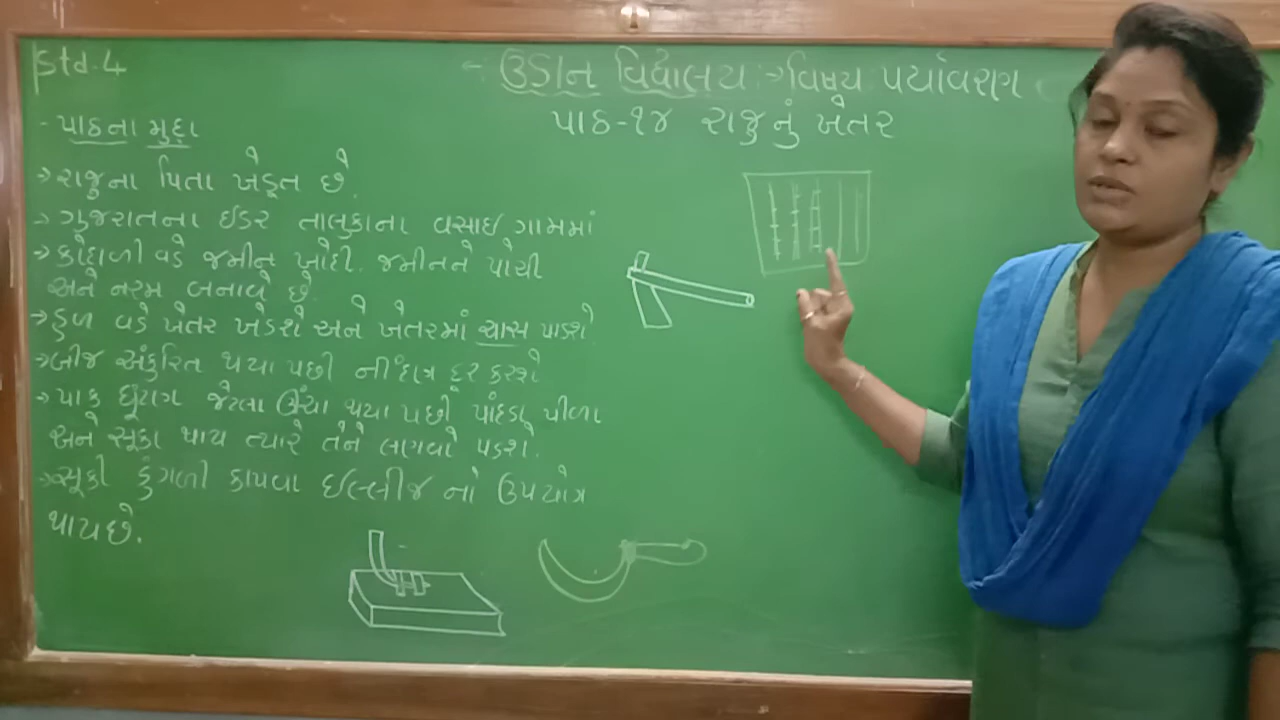 Std-4
- ઉડાન વિદ્યાલય :→ વિષય પર્યાવરણ
પાઠ-૧૪ રાજુનું ખેતર
- પાઠના મુદ્દા
→ રાજુના પિતા ખેડૂત છે.
→ ગુજરાતના ઈડર તાલુકાના વસાઈ ગામમાં
→ કોદાળી વડે જમીન ખોદી. જમીનને પોચી
અને નરમ બનાવે છે.
→ હળ વડે ખેતર ખેડશે અને ખેતરમાં ચાસ પાડશે
→ બીજ અંકુરિત થયા પછી નીંદણ દૂર કરશે
→ પાક ઘૂંટણ જેટલા ઊંચા થયા પછી પાંદડા પીળા
અને સૂકા થાય ત્યારે તેને લાગવો પડશે.
→ સૂકી ડુંગળી કાપવા ઈલ્લીજ નો ઉપયોગ
થાય છે.